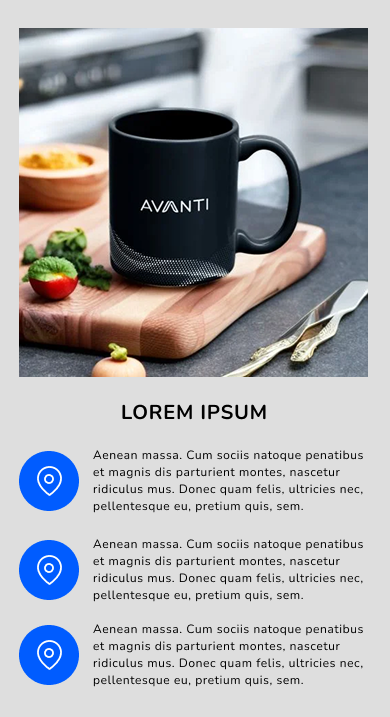 AVANTI
LOREM IPSUM
Aenean massa. Cum sociis natoque penatibus
et magnis dis parturient montes, nascetur
ridiculus mus. Donec quam felis, ultricies nec,
pellentesque eu, pretium quis, sem.
Aenean massa. Cum sociis natoque penatibus
et magnis dis parturient montes, nascetur
ridiculus mus. Donec quam felis, ultricies nec,
pellentesque eu, pretium quis, sem.
Aenean massa. Cum sociis natoque penatibus
et magnis dis parturient montes, nascetur
ridiculus mus. Donec quam felis, ultricies nec,
pellentesque eu, pretium quis, sem.